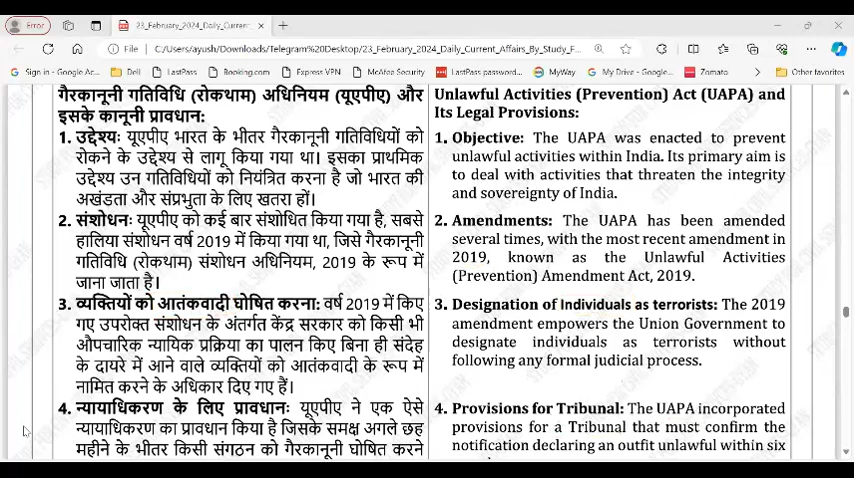 Error
23_February_2024_Daily_Current-
File
C:/Users/ayush/Downloads/Telegram%20Desktop/23_February_2024_Daily_Current_Affairs_By_Study_F...
Sign in - Google Ac...
Dell
LastPass
Booking.com
Express VPN
McAfee Security
LastPass password...
MyWay
My Drive - Google...
Zomato
Other favorites
गैरकानूनी गतिविधि (रोकथाम) अधिनियम (यूएपीए) और
इसके कानूनी प्रावधान:
1. उद्देश्यः यूएपीए भारत के भीतर गैरकानूनी गतिविधियों को
रोकने के उद्देश्य से लागू किया गया था। इसका प्राथमिक
उद्देश्य उन गतिविधियों को नियंत्रित करना है जो भारत की
अखंडता और संप्रभुता के लिए खतरा हों।
2. संशोधनः यूएपीए को कई बार संशोधित किया गया है, सबसे
हालिया संशोधन वर्ष 2019 में किया गया था, जिसे गैरकानूनी
गतिविधि (रोकथाम) संशोधन अधिनियम, 2019 के रूप में
जाना जाता है।
3. व्यक्तियों को आतंकवादी घोषित करना: वर्ष 2019 में किए
गए उपरोक्त संशोधन के अंतर्गत केंद्र सरकार को किसी भी
औपचारिक न्यायिक प्रक्रिया का पालन किए बिना ही संदेह
के दायरे में आने वाले व्यक्तियों को आतंकवादी के रूप में
नामित करने के अधिकार दिए गए हैं।
4. न्यायाधिकरण के लिए प्रावधानः यूएपीए ने एक ऐसे
न्यायाधिकरण का प्रावधान किया है जिसके समक्ष अगले छह
महीने के भीतर किसी संगठन को गैरकानूनी घोषित करने
Unlawful Activities (Prevention) Act (UAPA) and
Its Legal Provisions:
1. Objective: The UAPA was enacted to prevent
unlawful activities within India. Its primary aim is
to deal with activities that threaten the integrity
and sovereignty of India.
2. Amendments: The UAPA has been amended
several times, with the most recent amendment in
2019, known as the Unlawful Activities
(Prevention) Amendment Act, 2019.
3. Designation of Individuals as terrorists: The 2019
amendment empowers the Union Government to
designate individuals as terrorists without
following any formal judicial process.
4. Provisions for Tribunal: The UAPA incorporated
provisions for a Tribunal that must confirm the
notification declaring an outfit unlawful within six